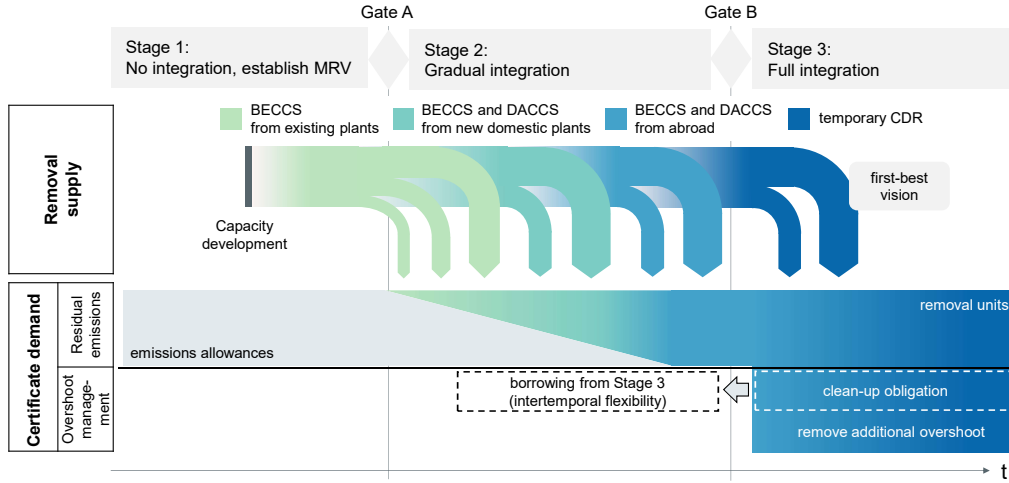 Gate A
Gate B
Stage 1:
No integration, establish MRV
Stage 2:
Gradual integration
Stage 3:
Full integration
BECCS
from existing plants
BECCS and DACCS
from new domestic plants
BECCS and DACCS
from abroad
temporary CDR
Removal
supply
Capacity
development
first-best
vision
Certificate demand
Residual
emissions
emissions allowances
removal units
Overshoot
manage-
ment
borrowing from Stage 3
(intertemporal flexibility)
clean-up obligation
remove additional overshoot
t